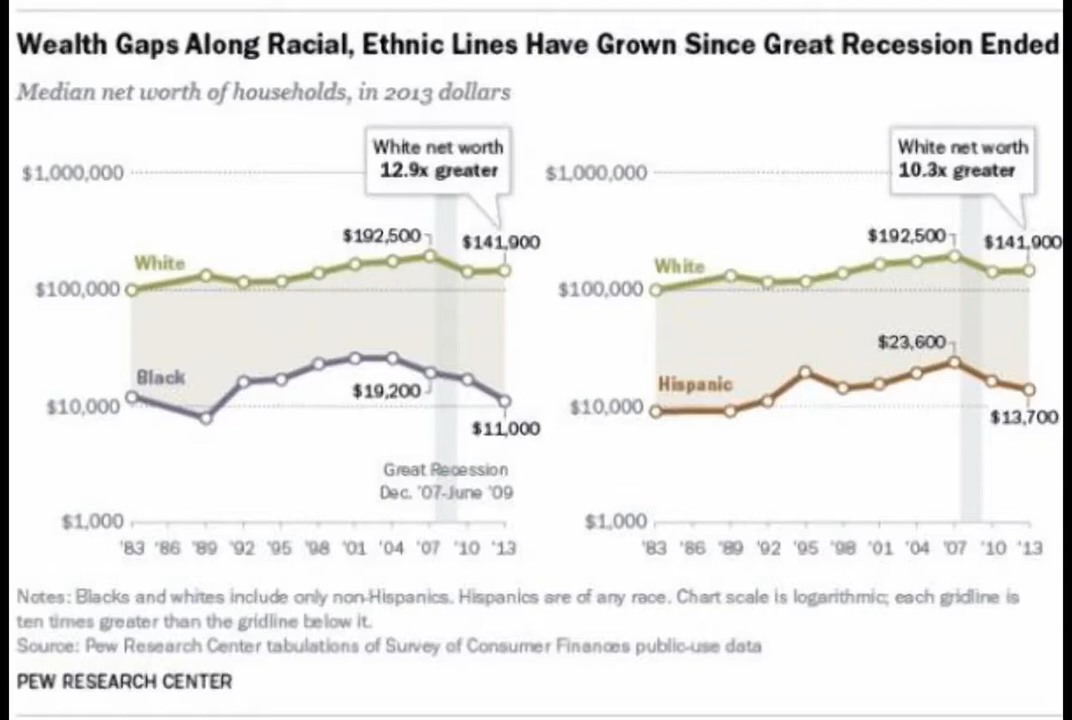 Wealth Gaps Along Racial, Ethnic Lines Have Grown Since Great Recession Ended
Median net worth of households, in 2013 dollars
White net worth
12.9x greater
$1,000,000
$192,500
$141,900
White
$100,000
Black
$10,000
$19,200
$11,000
Great Recession
Dec. '07-June '09
$1,000
'83 '86 '89 '92 '95 '98 '01 '04 '07 '10 '13
White net worth
10.3x greater
$1,000,000
$192,500
$141,900
White
$100,000
$23,600
Hispanic
$10,000
$13,700
$1,000
'83 '86 '89 '92 '95 '98 '01 '04 '07 '10 '13
Notes: Blacks and whites include only non-Hispanics. Hispanics are of any race. Chart scale is logarithmic; each gridline is
ten times greater than the gridline below it.
Source: Pew Research Center tabulations of Survey of Consumer Finances public-use data
PEW RESEARCH CENTER